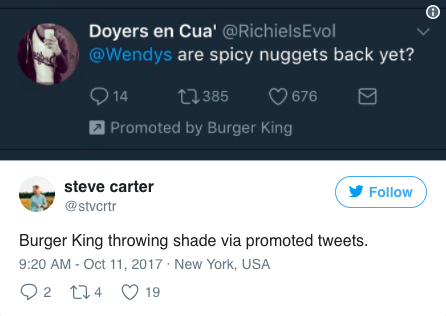 Doyers en Cua' @RichielsEvol
@Wendys are spicy nuggets back yet?
14 385 676
Promoted by Burger King
steve carter
@stvcrtr
Follow
Burger King throwing shade via promoted tweets.
9:20 AM - Oct 11, 2017 · New York, USA
2 4 19